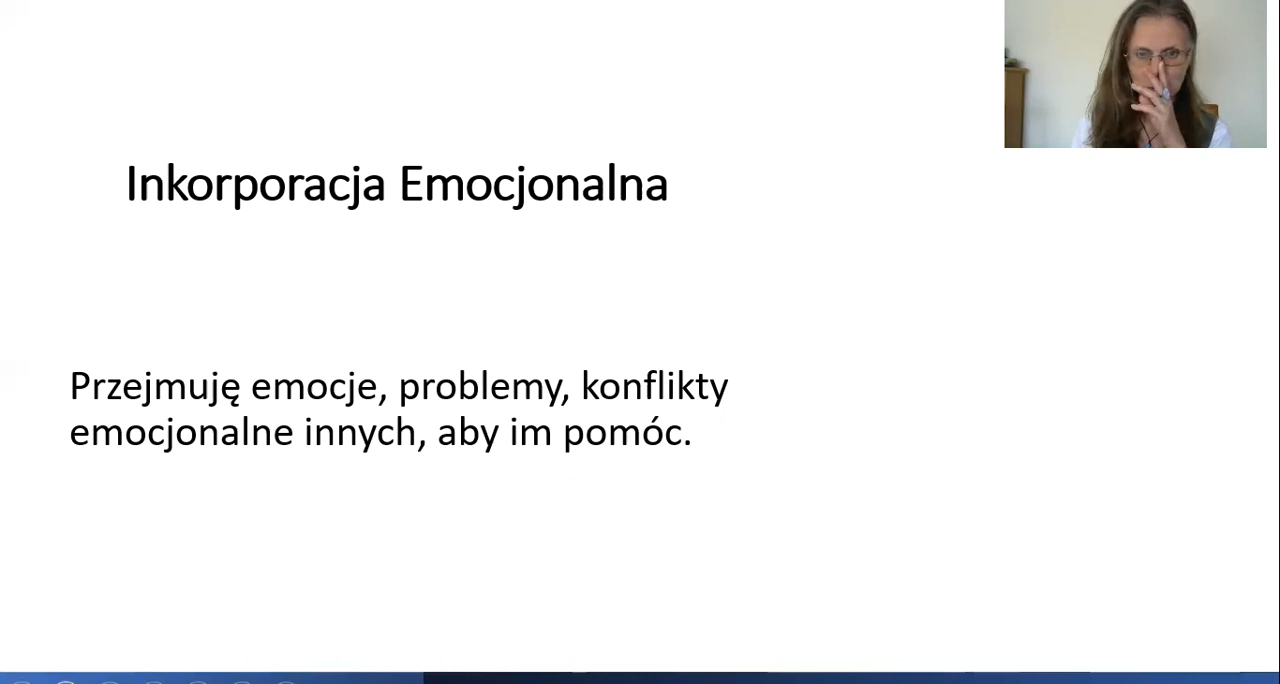 Inkorporacja Emocjonalna
Przejmuję emocje, problemy, konflikty
emocjonalne innych, aby im pomóc.